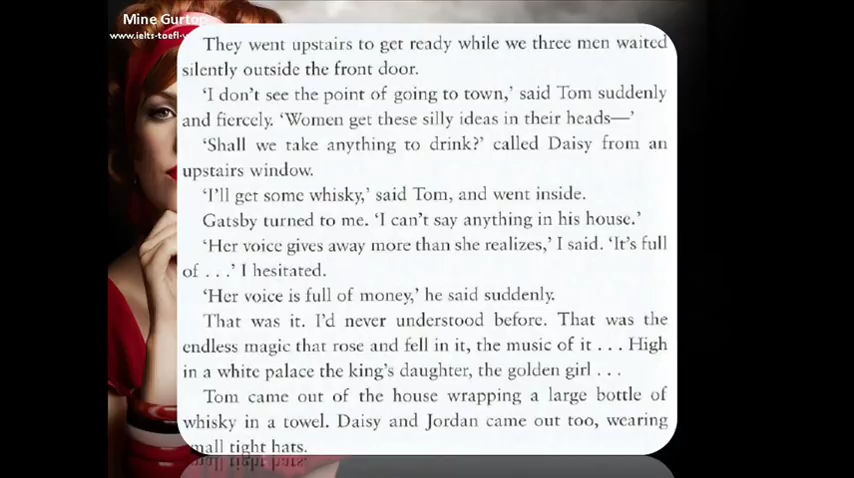 Mine Gurtop
www.ielts-toefl-
They went upstairs to get ready while we three men waited
silently outside the front door.
‘I don’t see the point of going to town,’ said Tom suddenly
and fiercely. ‘Women get these silly ideas in their heads—’
‘Shall we take anything to drink?’ called Daisy from an
upstairs window.
‘I’ll get some whisky,’ said Tom, and went inside.
Gatsby turned to me. ‘I can’t say anything in his house.’
‘Her voice gives away more than she realizes,’ I said. ‘It’s full
of . . .’ I hesitated.
‘Her voice is full of money,’ he said suddenly.
That was it. I’d never understood before. That was the
endless magic that rose and fell in it, the music of it . . . High
in a white palace the king’s daughter, the golden girl . . .
Tom came out of the house wrapping a large bottle of
whisky in a towel. Daisy and Jordan came out too, wearing
small tight hats.